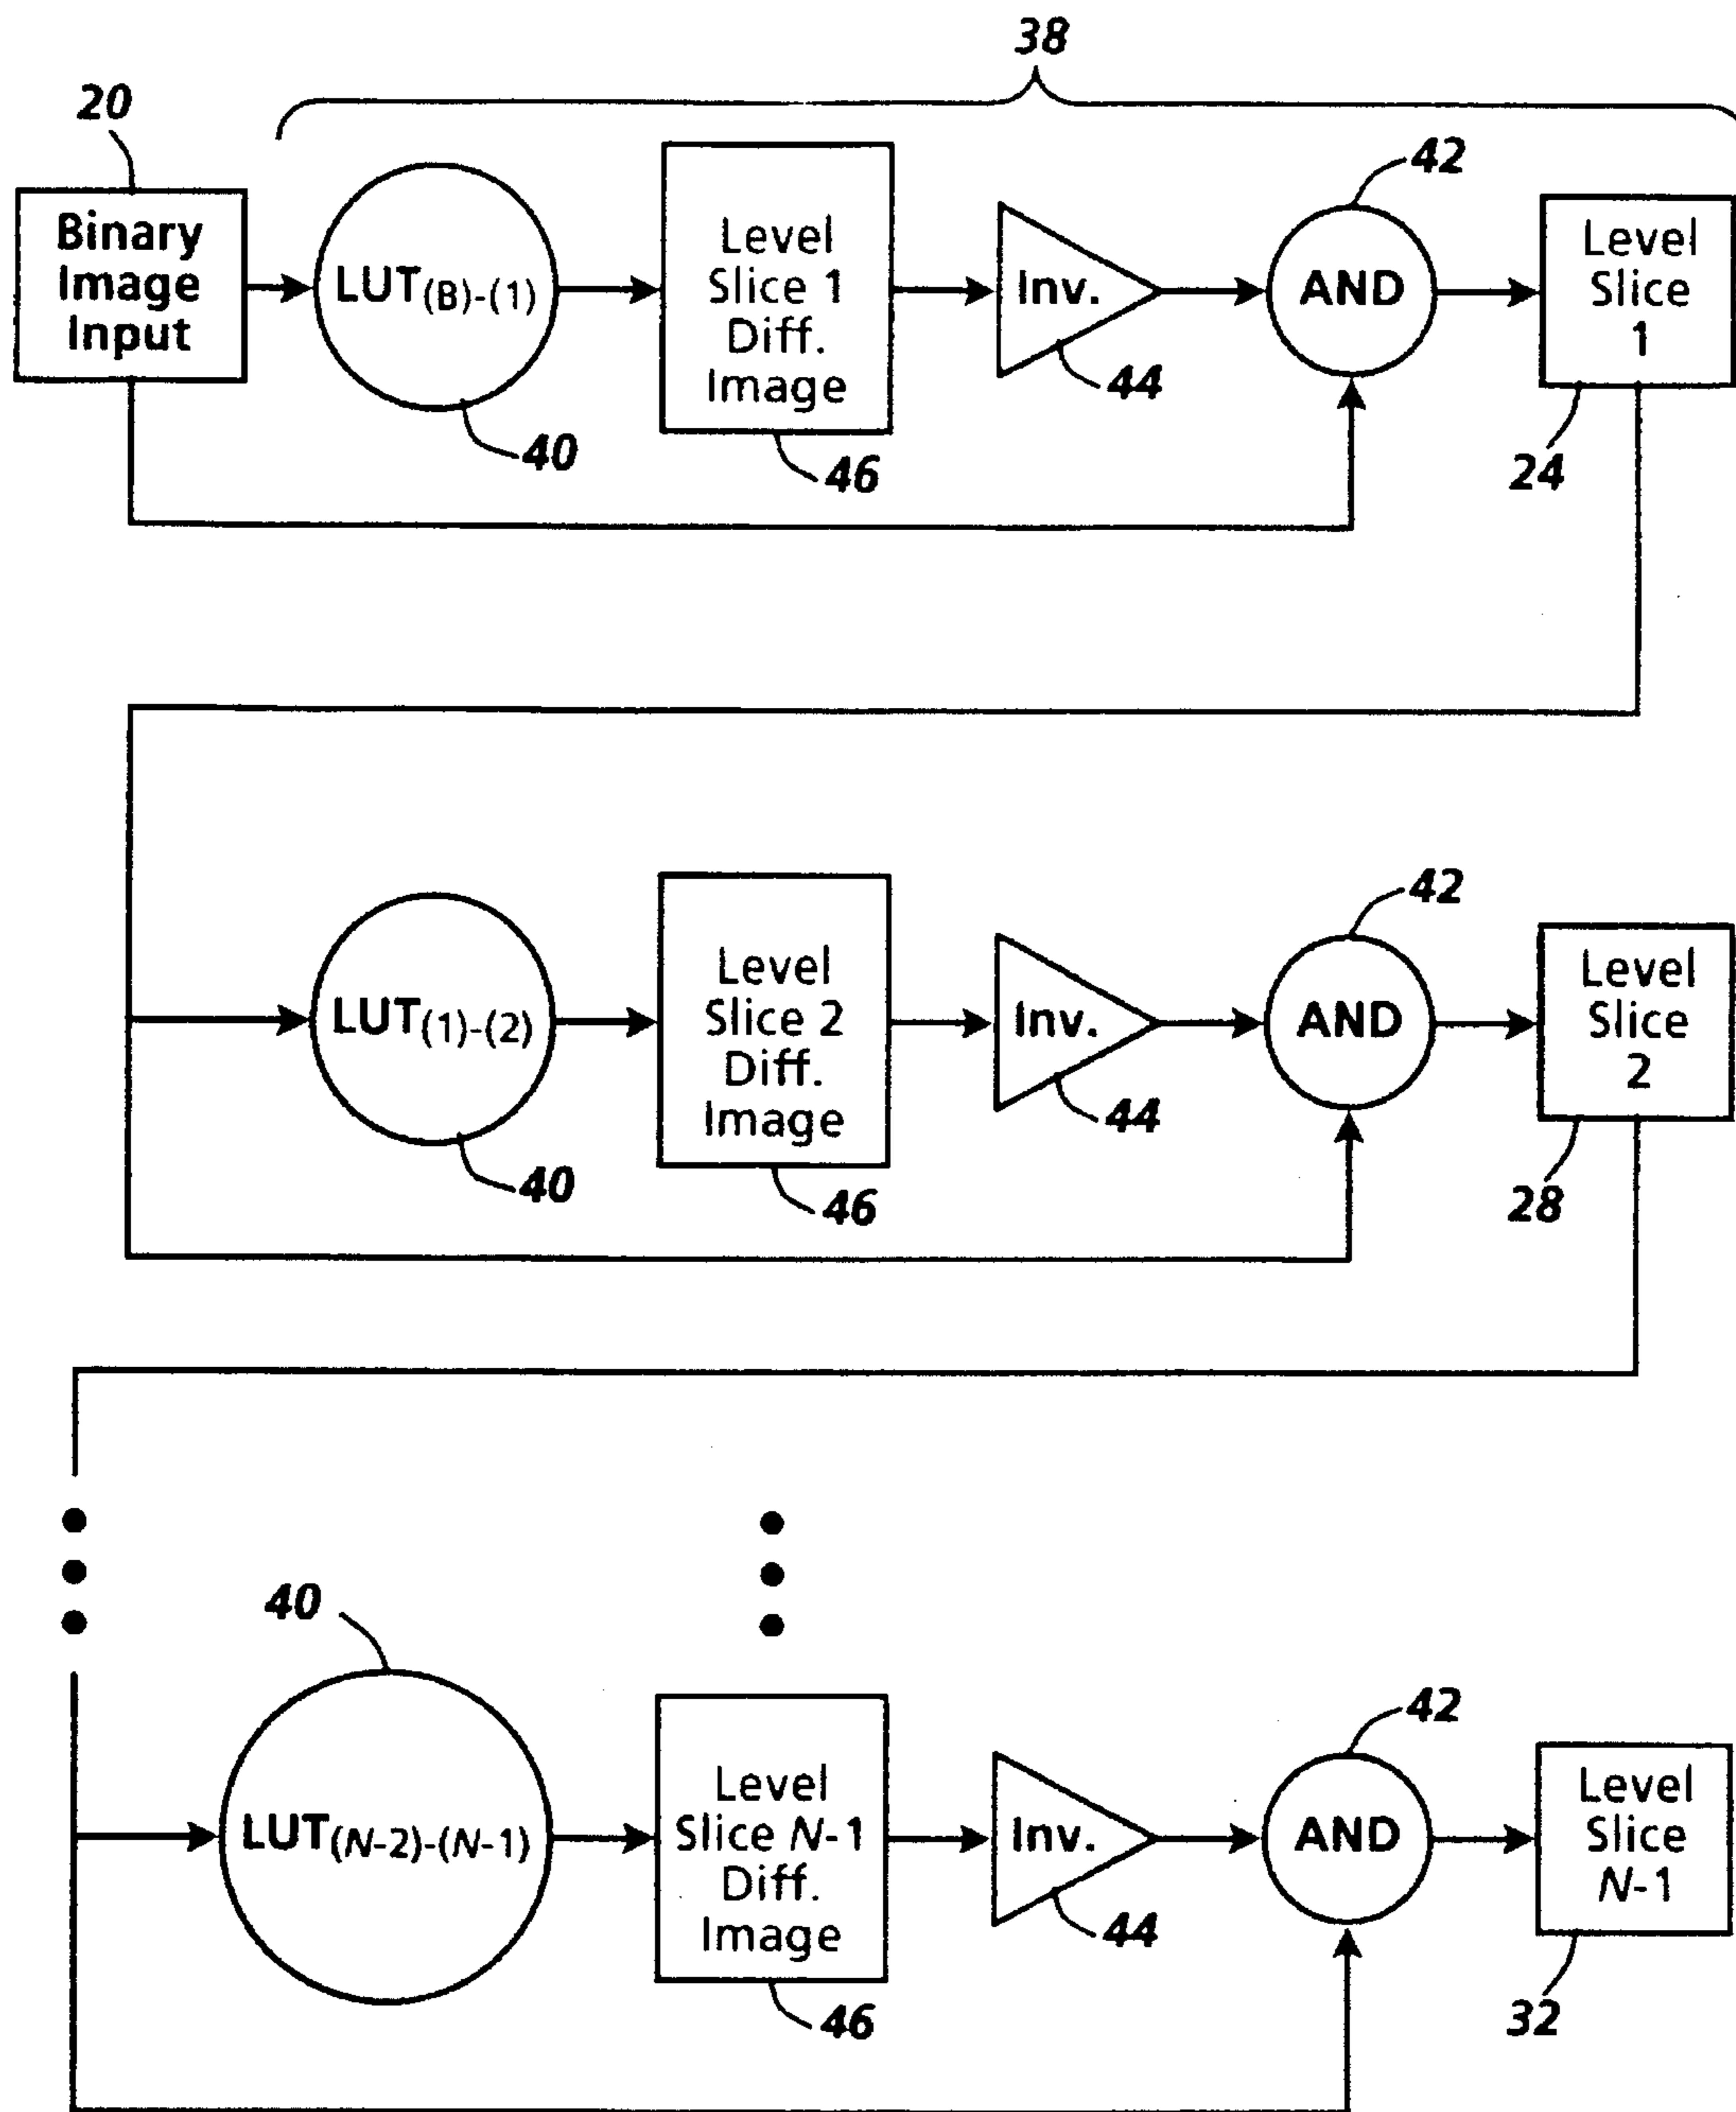 38
20
42
Binary
Image
Input
LUT(B)-(1)
Level
Slice 1
Diff.
Image
Inv.
AND
Level
Slice
1
44
40
46
24
42
LUT(1)-(2)
Level
Slice 2
Diff.
Image
Inv.
AND
Level
Slice
2
44
40
46
28
40
42
LUT(N-2)-(N-1)
Level
Slice N-1
Diff.
Image
Inv.
AND
Level
Slice
N-1
44
46
32